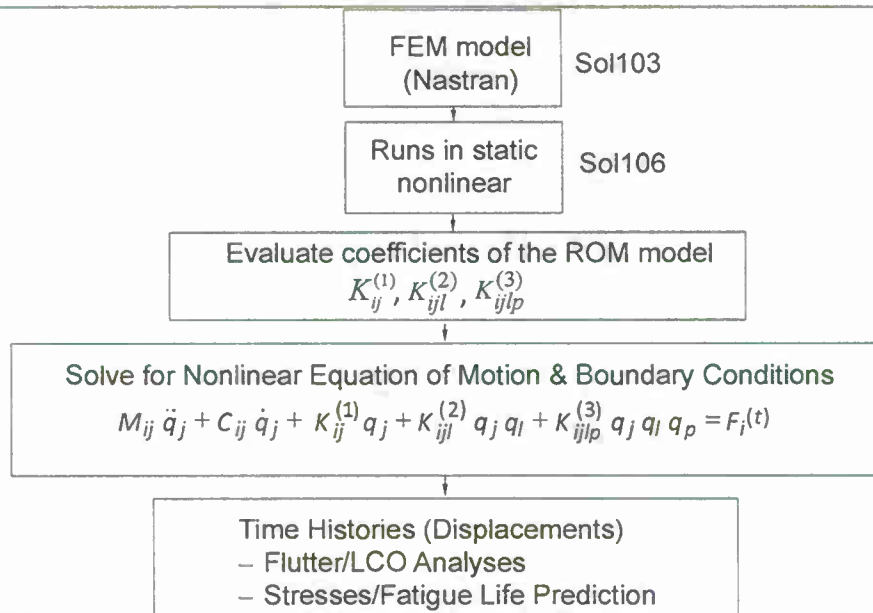 FEM model
(Nastran)
Sol103
Runs in static
nonlinear
Sol106
Evaluate coefficients of the ROM model
$K_{ij}^{(1)}, K_{ijl}^{(2)}, K_{ijlp}^{(3)}$
Solve for Nonlinear Equation of Motion & Boundary Conditions
$M_{ij} \ddot{q}_j + C_{ij} \dot{q}_j + K_{ij}^{(1)} q_j + K_{ijl}^{(2)} q_j q_l + K_{ijlp}^{(3)} q_j q_l q_p = F_i(t)$
Time Histories (Displacements)
– Flutter/LCO Analyses
– Stresses/Fatigue Life Prediction